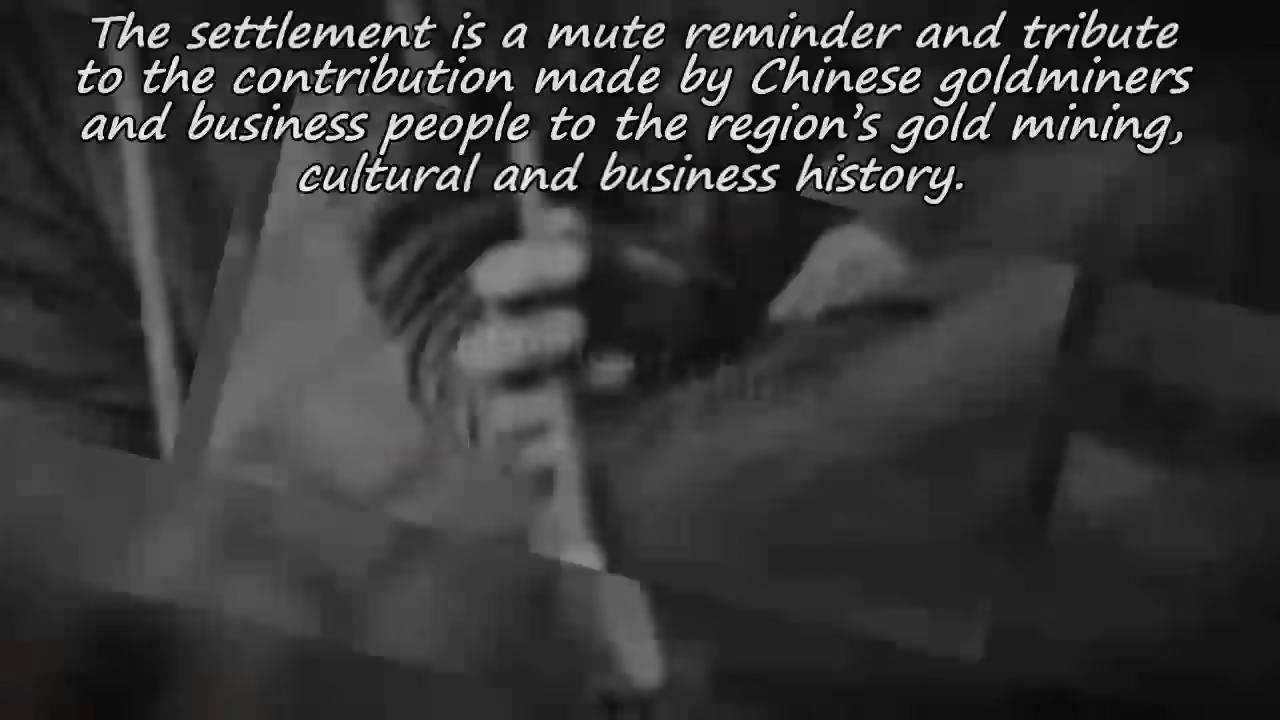 The settlement is a mute reminder and tribute
to the contribution made by Chinese goldminers
and business people to the region’s gold mining,
cultural and business history.